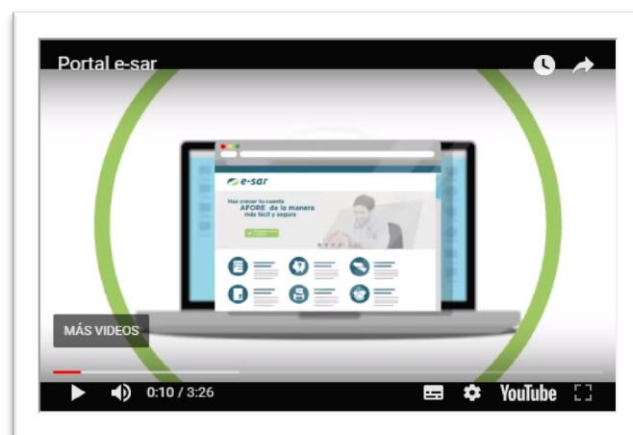 Portal e-sar
e-sar
Haz crecer tu cuenta
AFORE de la manera
más fácil y segura
MÁS VIDEOS
0:10 / 3:26
YouTube